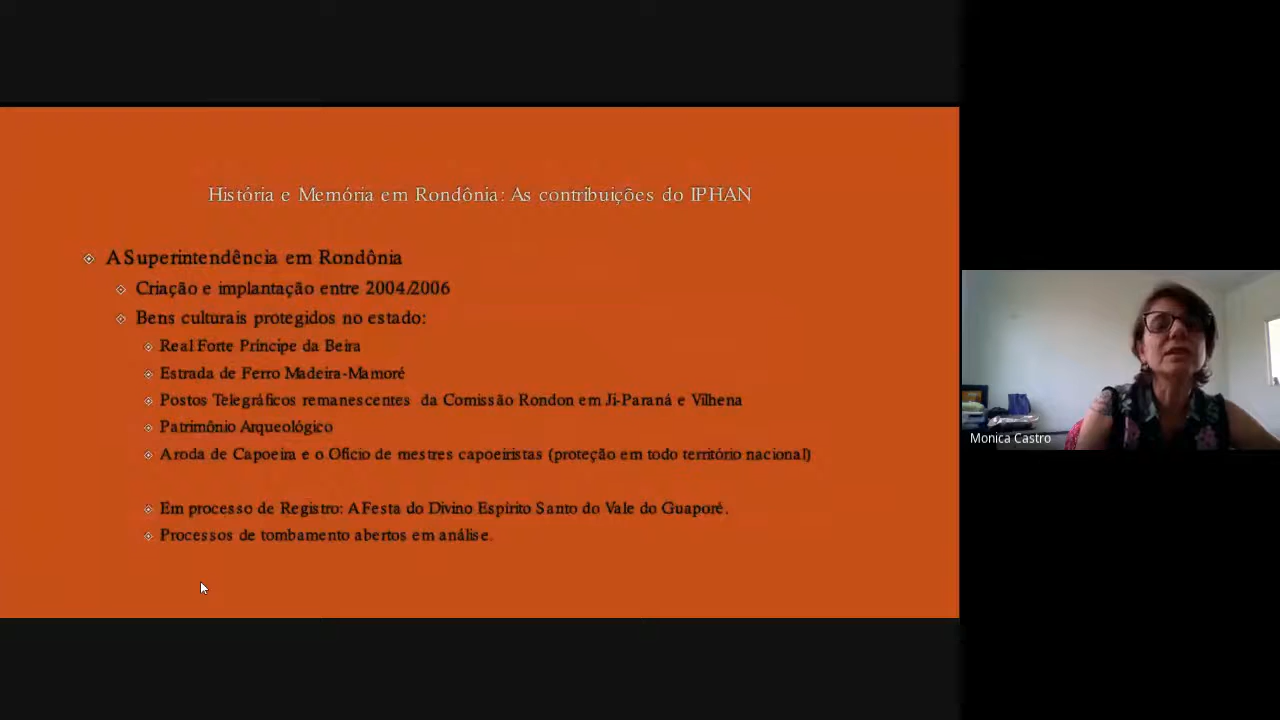 História e Memória em Rondônia: As contribuições do IPHAN
A Superintendência em Rondônia
Criação e implantação entre 2004/2006
Bens culturais protegidos no estado:
Real Forte Príncipe da Beira
Estrada de Ferro Madeira-Mamoré
Postos Telegráficos remanescentes da Comissão Rondon em Ji-Paraná e Vilhena
Patrimônio Arqueológico
A roda de Capoeira e o Ofício de mestres capoeiristas (proteção em todo território nacional)
Em processo de Registro: A Festa do Divino Espírito Santo do Vale do Guaporé.
Processos de tombamento abertos em análise.
Monica Castro